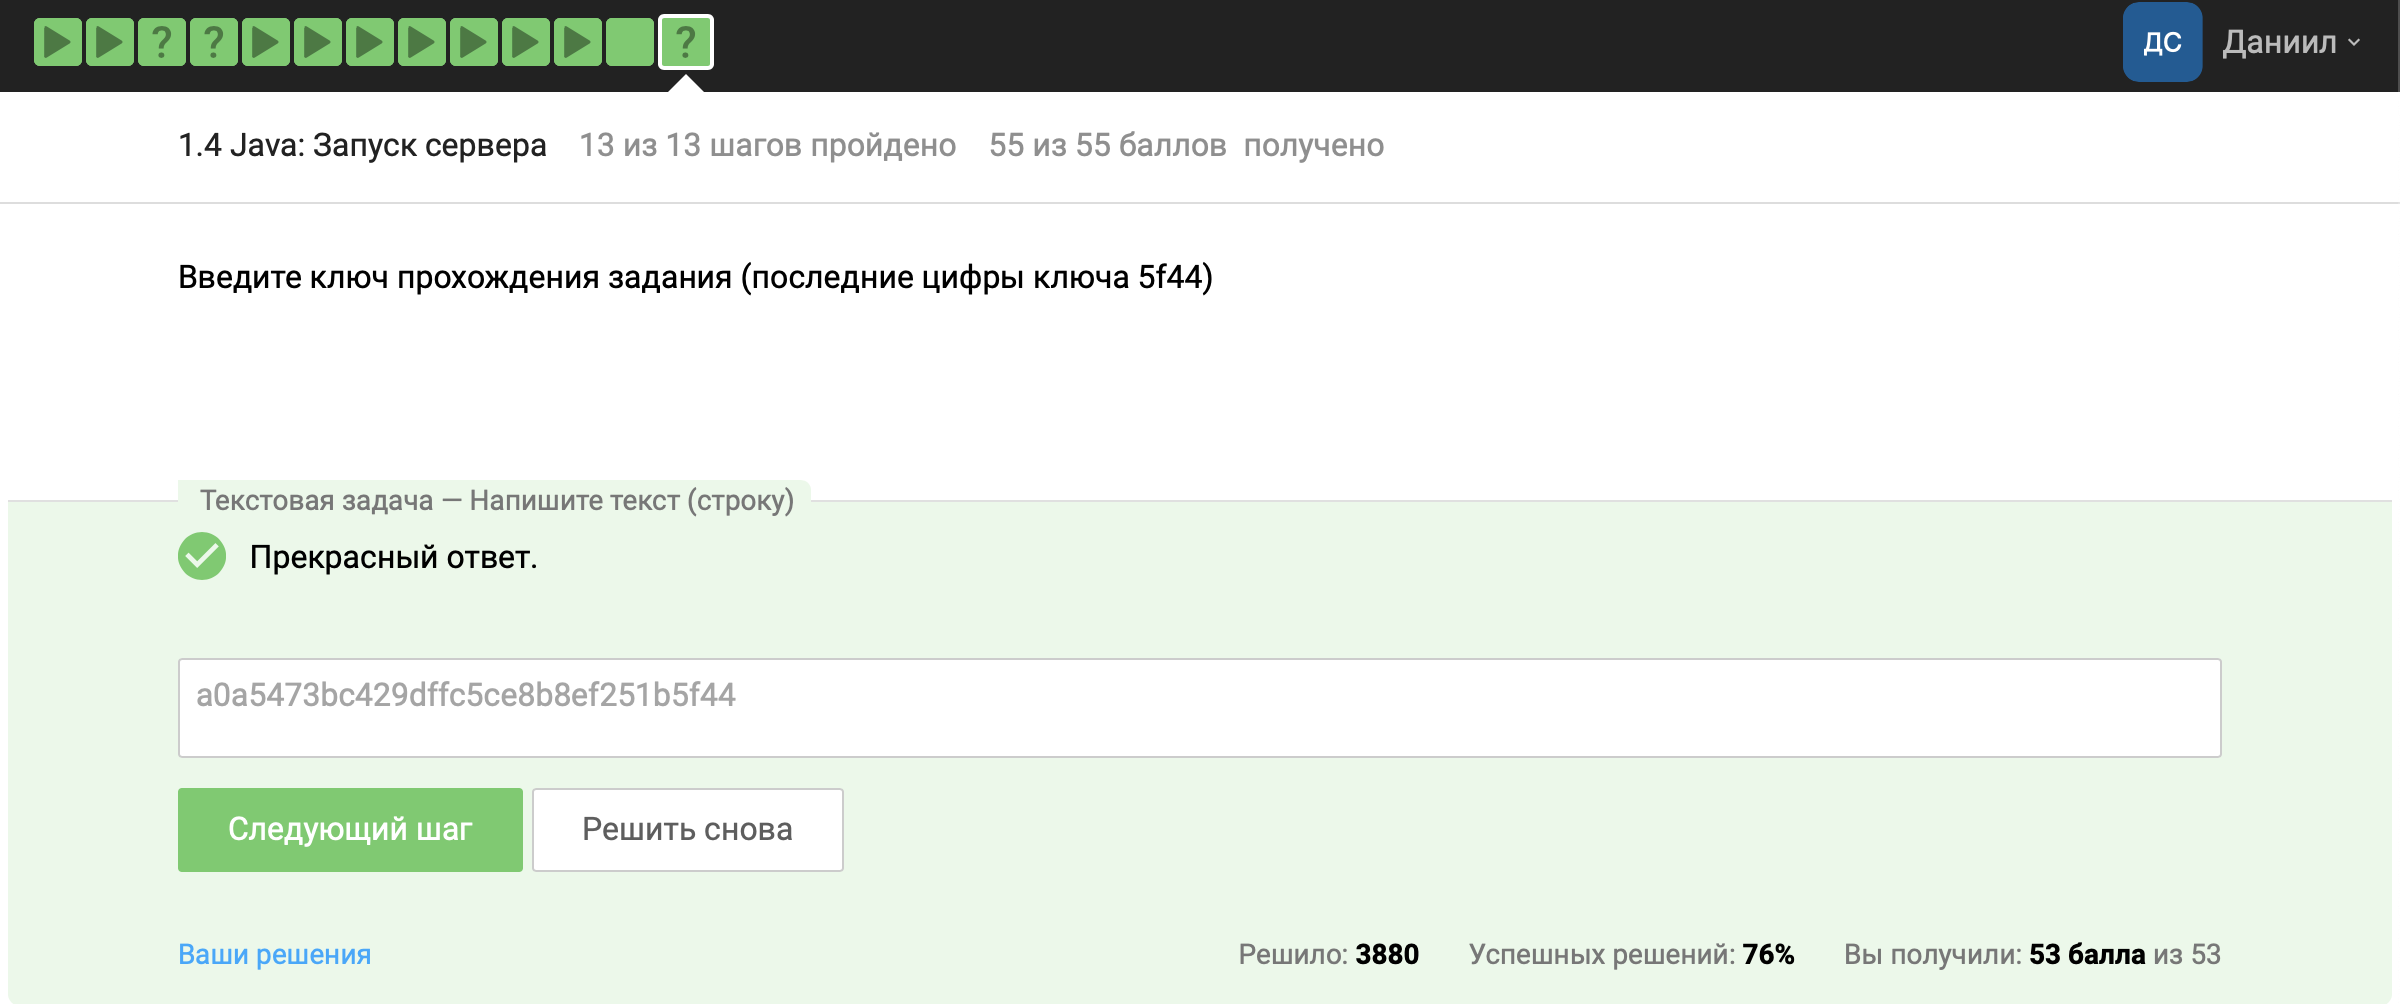 ? ? ?
ДС Даниил
1.4 Java: Запуск сервера 13 из 13 шагов пройдено 55 из 55 баллов получено
Введите ключ прохождения задания (последние цифры ключа 5f44)
Текстовая задача — Напишите текст (строку)
Прекрасный ответ.
a0a5473bc429dffc5ce8b8ef251b5f44
Следующий шаг Решить снова
Ваши решения Решило: 3880 Успешных решений: 76% Вы получили: 53 балла из 53